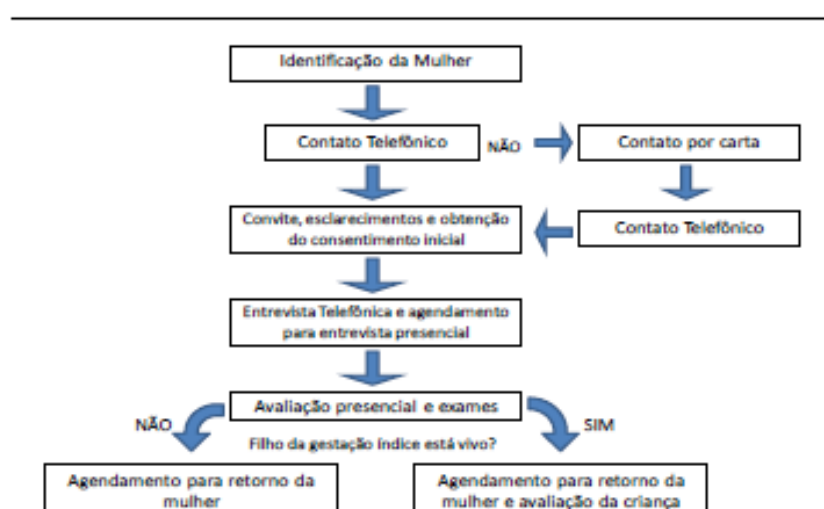 Identificação da Mulher
Contato Telefônico
NÃO
Contato por carta
Convite, esclarecimentos e obtenção
do consentimento inicial
Contato Telefônico
Entrevista Telefônica e agendamento
para entrevista presencial
Avaliação presencial e exames
NÃO
SIM
Filho da gestação índice está vivo?
Agendamento para retorno da
mulher
Agendamento para retorno da
mulher e avaliação da criança